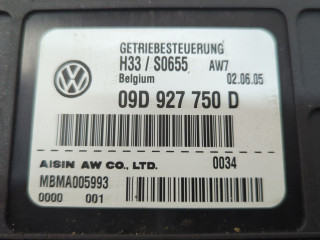 GETRIEBESTEUERUNG
H33 / S0655 AW7
Belgium 02.06.05
09D 927 750 D
AISIN AW CO., LTD. 0034
MBMA005993
0000 001